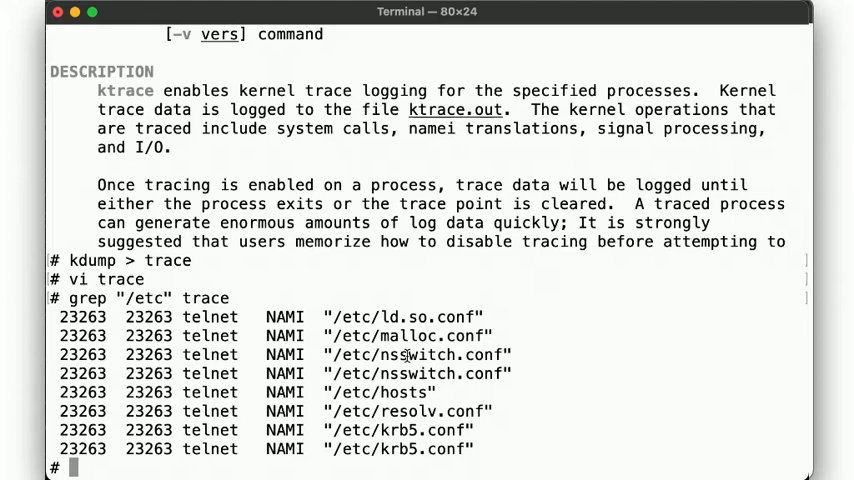 Terminal — 80×24
[-v vers] command
DESCRIPTION
ktrace enables kernel trace logging for the specified processes.  Kernel
trace data is logged to the file ktrace.out.  The kernel operations that
are traced include system calls, namei translations, signal processing,
and I/O.
Once tracing is enabled on a process, trace data will be logged until
either the process exits or the trace point is cleared.  A traced process
can generate enormous amounts of log data quickly; It is strongly
suggested that users memorize how to disable tracing before attempting to
# kdump > trace
# vi trace
# grep "/etc" trace
23263  23263 telnet   NAMI  "/etc/ld.so.conf"
23263  23263 telnet   NAMI  "/etc/malloc.conf"
23263  23263 telnet   NAMI  "/etc/nsswitch.conf"
23263  23263 telnet   NAMI  "/etc/nsswitch.conf"
23263  23263 telnet   NAMI  "/etc/hosts"
23263  23263 telnet   NAMI  "/etc/resolv.conf"
23263  23263 telnet   NAMI  "/etc/krb5.conf"
23263  23263 telnet   NAMI  "/etc/krb5.conf"
#